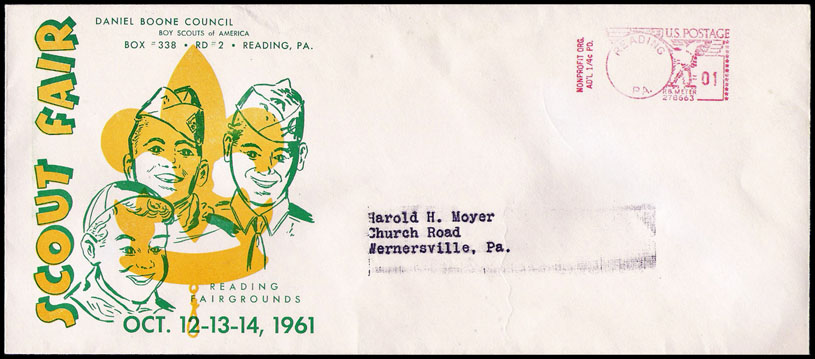 DANIEL BOONE COUNCIL
BOY SCOUTS of AMERICA
BOX #338 • RD #2 • READING, PA.
SCOUT FAIR
READING
FAIRGROUNDS
OCT. 12-13-14, 1961
NONPROFIT ORG.
AD'L 1/4¢ PD.
READING
PA.
U.S. POSTAGE
01
P.B. METER
278663
Harold H. Moyer
Church Road
Wernersville, Pa.